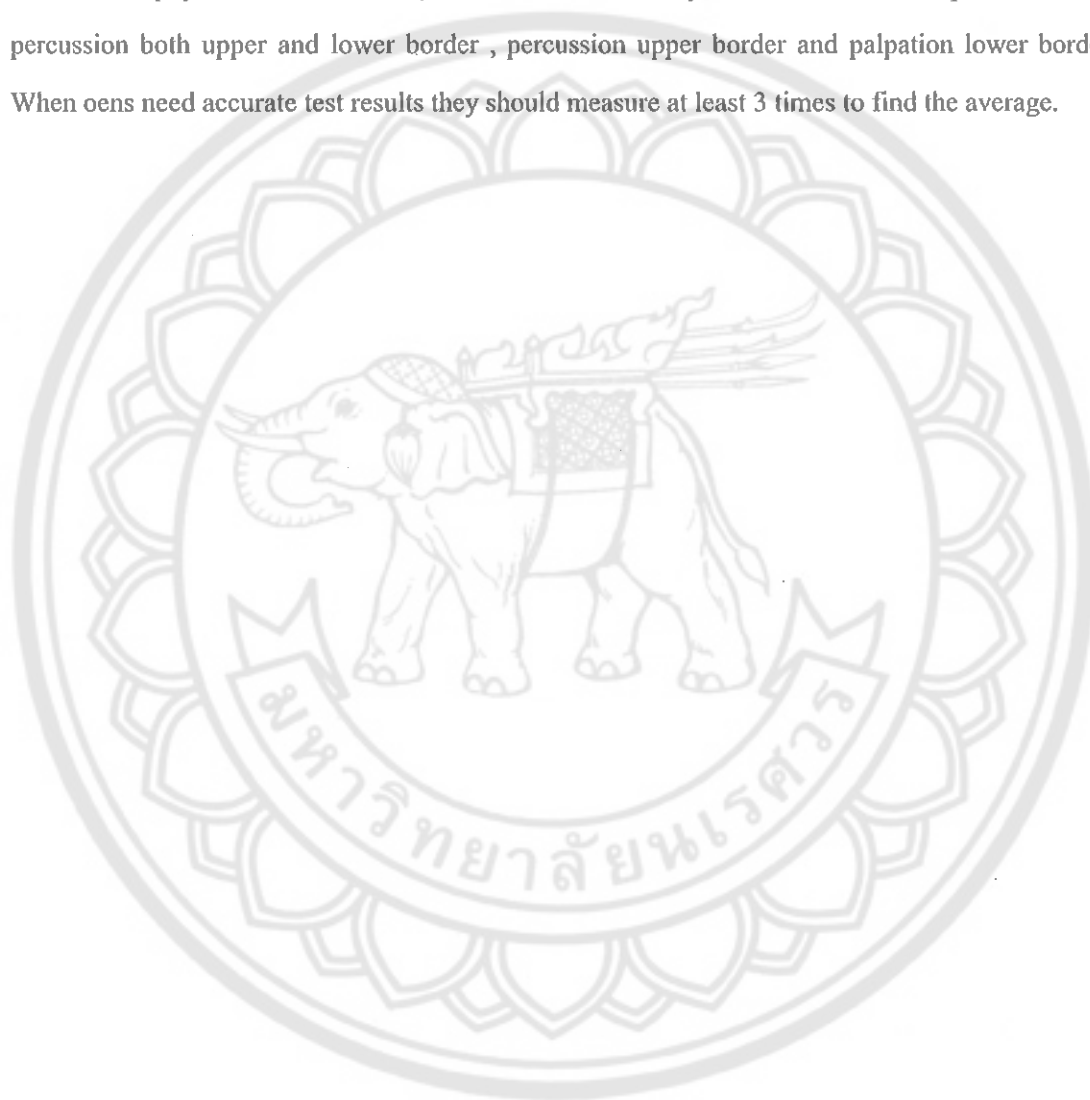 percussion both upper and lower border , percussion upper border and palpation lower bord
When oens need accurate test results they should measure at least 3 times to find the average.
มหาวิทยาลัยนเรศวร